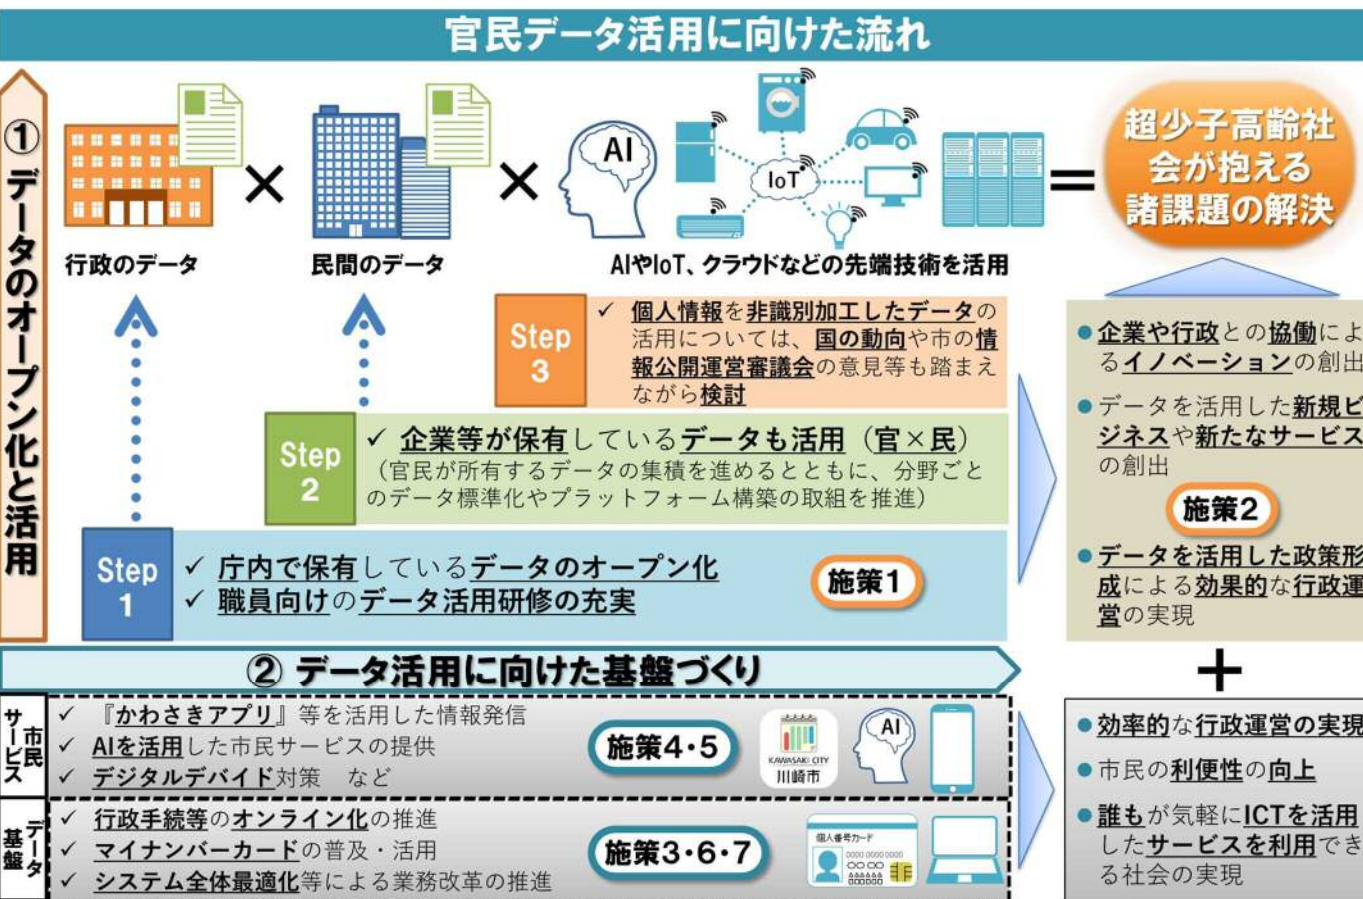 官民データ活用に向けた流れ
① データのオープン化と活用
行政のデータ
×
民間のデータ
×
AI
IoT
AIやIoT、クラウドなどの先端技術を活用
=
超少子高齢社
会が抱える
諸課題の解決
Step
3
✓ 個人情報を非識別加工したデータの
活用については、国の動向や市の情
報公開運営審議会の意見等も踏まえ
ながら検討
Step
2
✓ 企業等が保有しているデータも活用（官×民）
（官民が所有するデータの集積を進めるとともに、分野ごと
のデータ標準化やプラットフォーム構築の取組を推進）
Step
1
✓ 庁内で保有しているデータのオープン化
✓ 職員向けのデータ活用研修の充実
施策1
●企業や行政との協働によ
るイノベーションの創出
●データを活用した新規ビ
ジネスや新たなサービス
の創出
施策2
●データを活用した政策形
成による効果的な行政運
営の実現
② データ活用に向けた基盤づくり
+
市民
サービス
✓ 『かわさきアプリ』等を活用した情報発信
✓ AIを活用した市民サービスの提供
✓ デジタルデバイド対策　など
施策4・5
KAWASAKI CITY
川崎市
AI
データ
基盤
✓ 行政手続等のオンライン化の推進
✓ マイナンバーカードの普及・活用
✓ システム全体最適化等による業務改革の推進
施策3・6・7
個人番号カード
0000 0000 0000
●効率的な行政運営の実現
●市民の利便性の向上
●誰もが気軽にICTを活用
したサービスを利用でき
る社会の実現